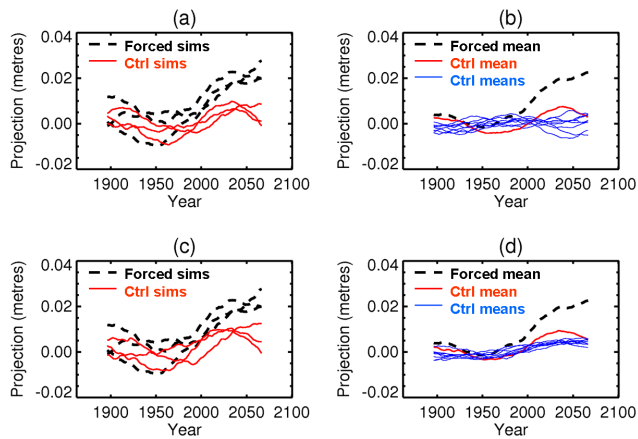 (a)
0.04
0.02
0.00
-0.02
Projection (metres)
Forced sims
Ctrl sims
1900 1950 2000 2050 2100
Year
(b)
0.04
0.02
0.00
-0.02
Projection (metres)
Forced mean
Ctrl mean
Ctrl means
1900 1950 2000 2050 2100
Year
(c)
0.04
0.02
0.00
-0.02
Projection (metres)
Forced sims
Ctrl sims
1900 1950 2000 2050 2100
Year
(d)
0.04
0.02
0.00
-0.02
Projection (metres)
Forced mean
Ctrl mean
Ctrl means
1900 1950 2000 2050 2100
Year